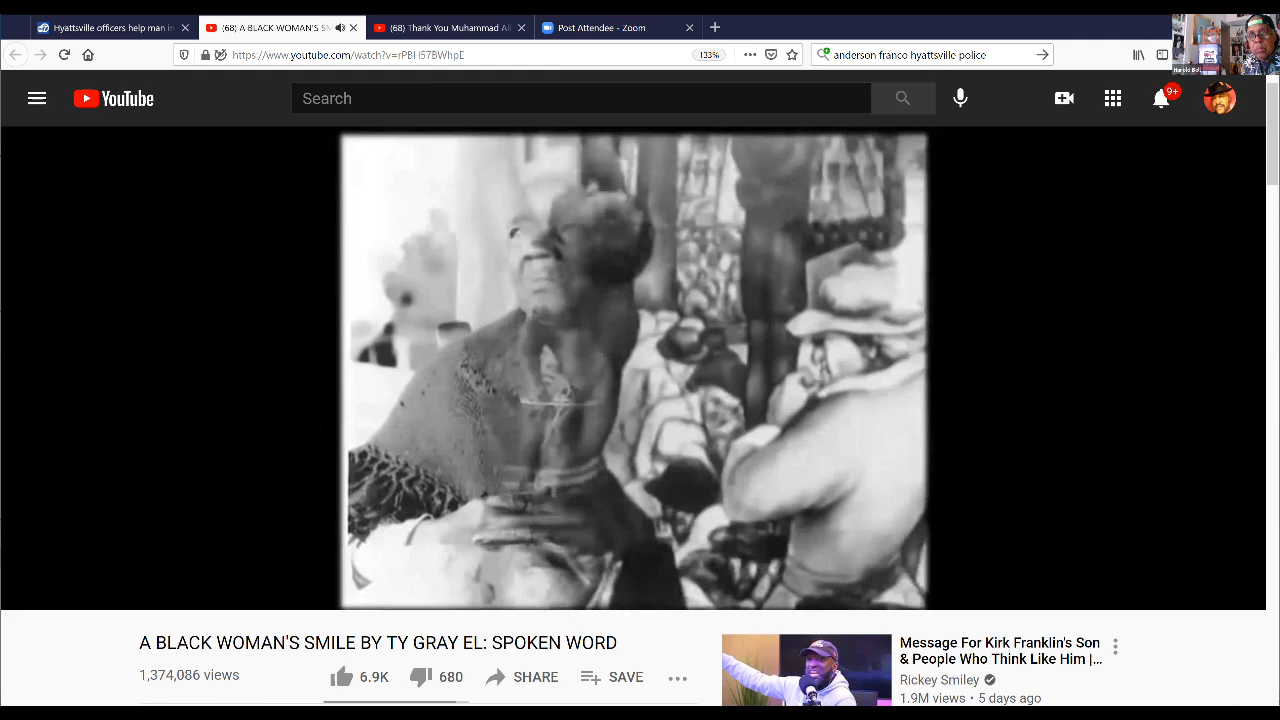 Hyattsville officers help man in
(68) A BLACK WOMAN'S SM
(68) Thank You Muhammad Ali
Post Attendee - Zoom
https://www.youtube.com/watch?v=rPBH57BWhpE
133%
anderson franco hyattsville police
Harold Bell
YouTube
Search
9+
A BLACK WOMAN'S SMILE BY TY GRAY EL: SPOKEN WORD
1,374,086 views
6.9K
680
SHARE
SAVE
Message For Kirk Franklin's Son
& People Who Think Like Him |...
Rickey Smiley
1.9M views • 5 days ago